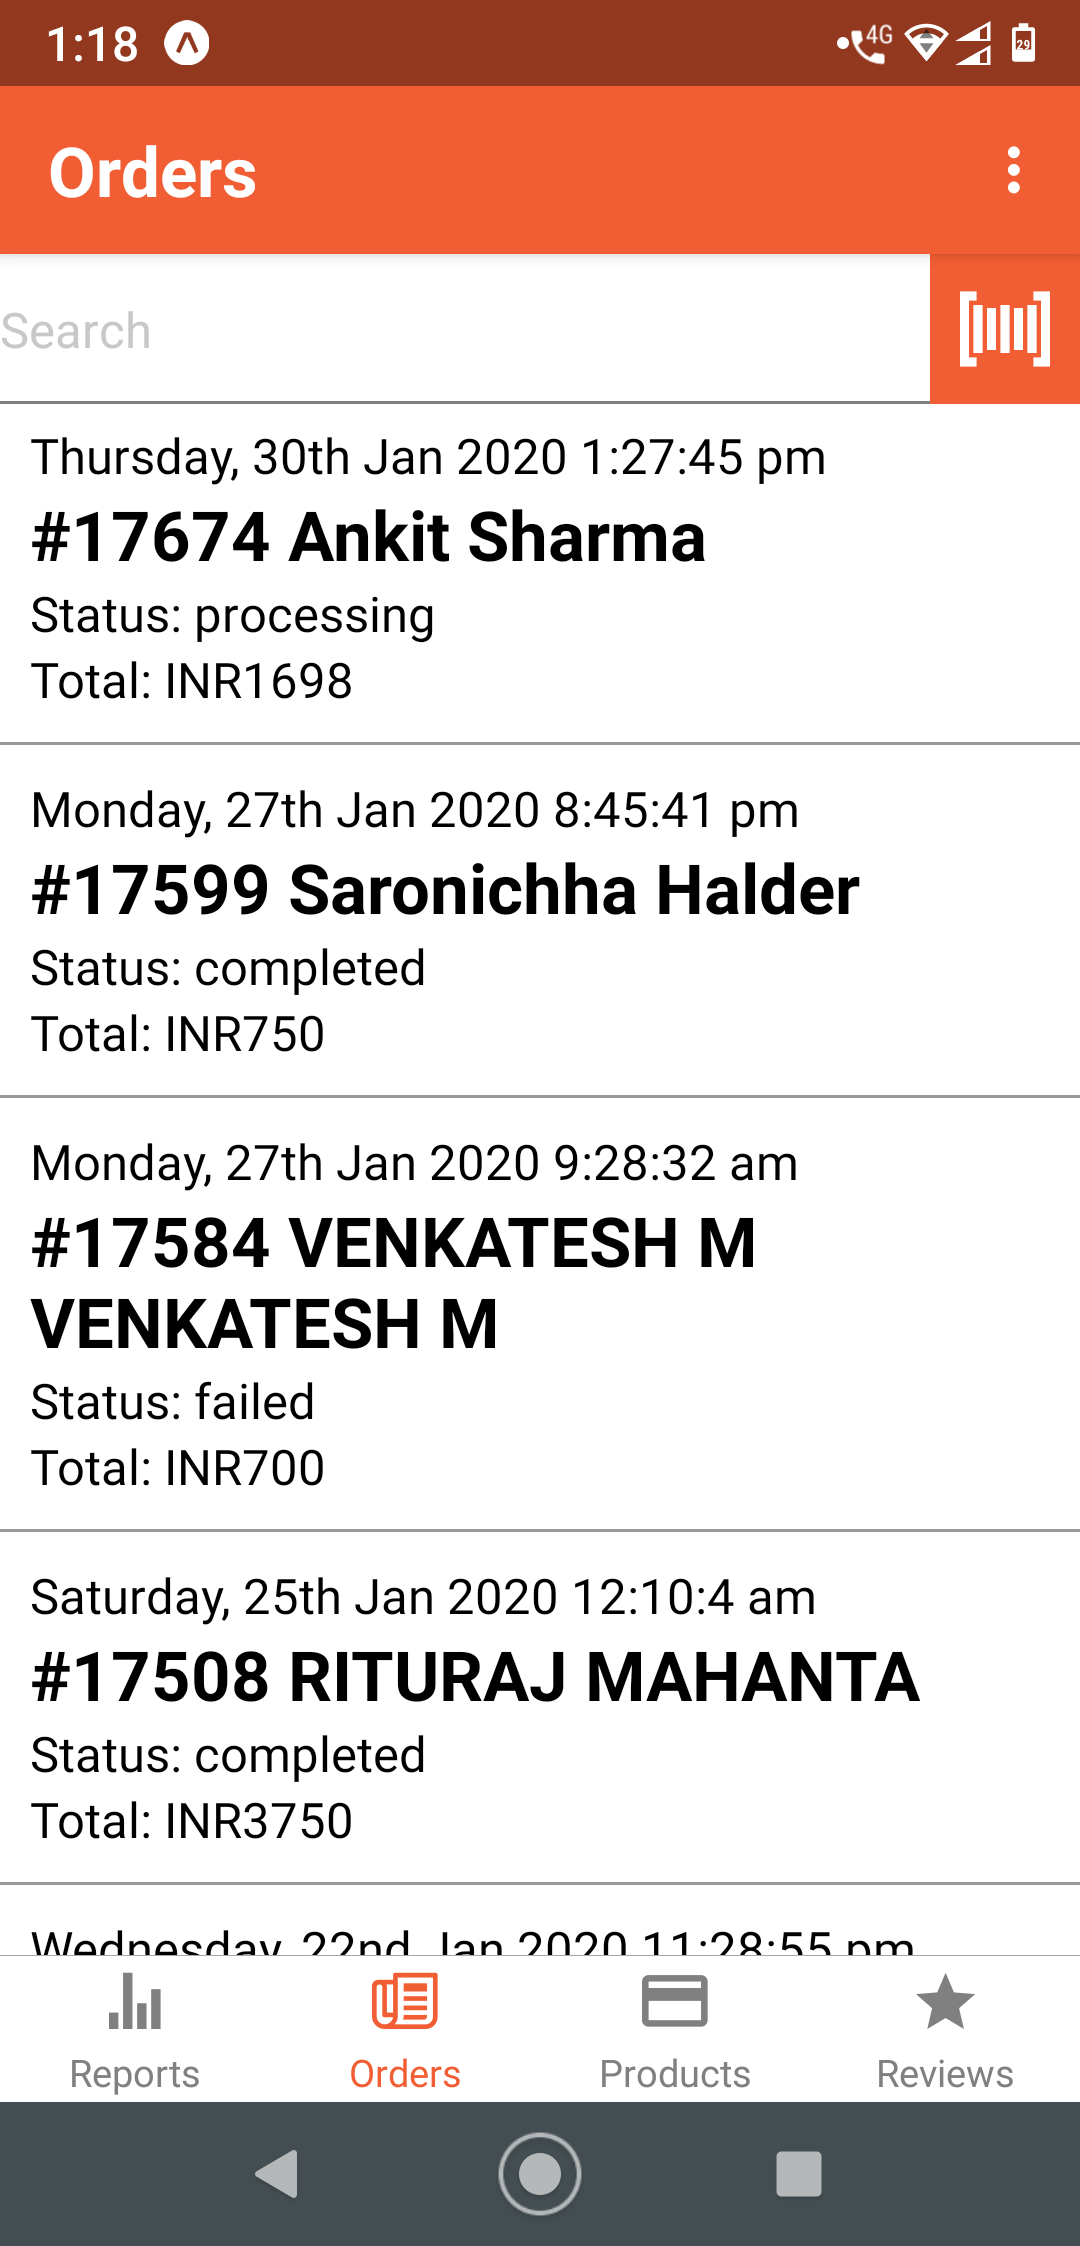 1:18
4G
29
Orders
Search
Thursday, 30th Jan 2020 1:27:45 pm
#17674 Ankit Sharma
Status: processing
Total: INR1698
Monday, 27th Jan 2020 8:45:41 pm
#17599 Saronichha Halder
Status: completed
Total: INR750
Monday, 27th Jan 2020 9:28:32 am
#17584 VENKATESH M
VENKATESH M
Status: failed
Total: INR700
Saturday, 25th Jan 2020 12:10:4 am
#17508 RITURAJ MAHANTA
Status: completed
Total: INR3750
Wednesday, 22nd Jan 2020 11:28:55 pm
Reports
Orders
Products
Reviews